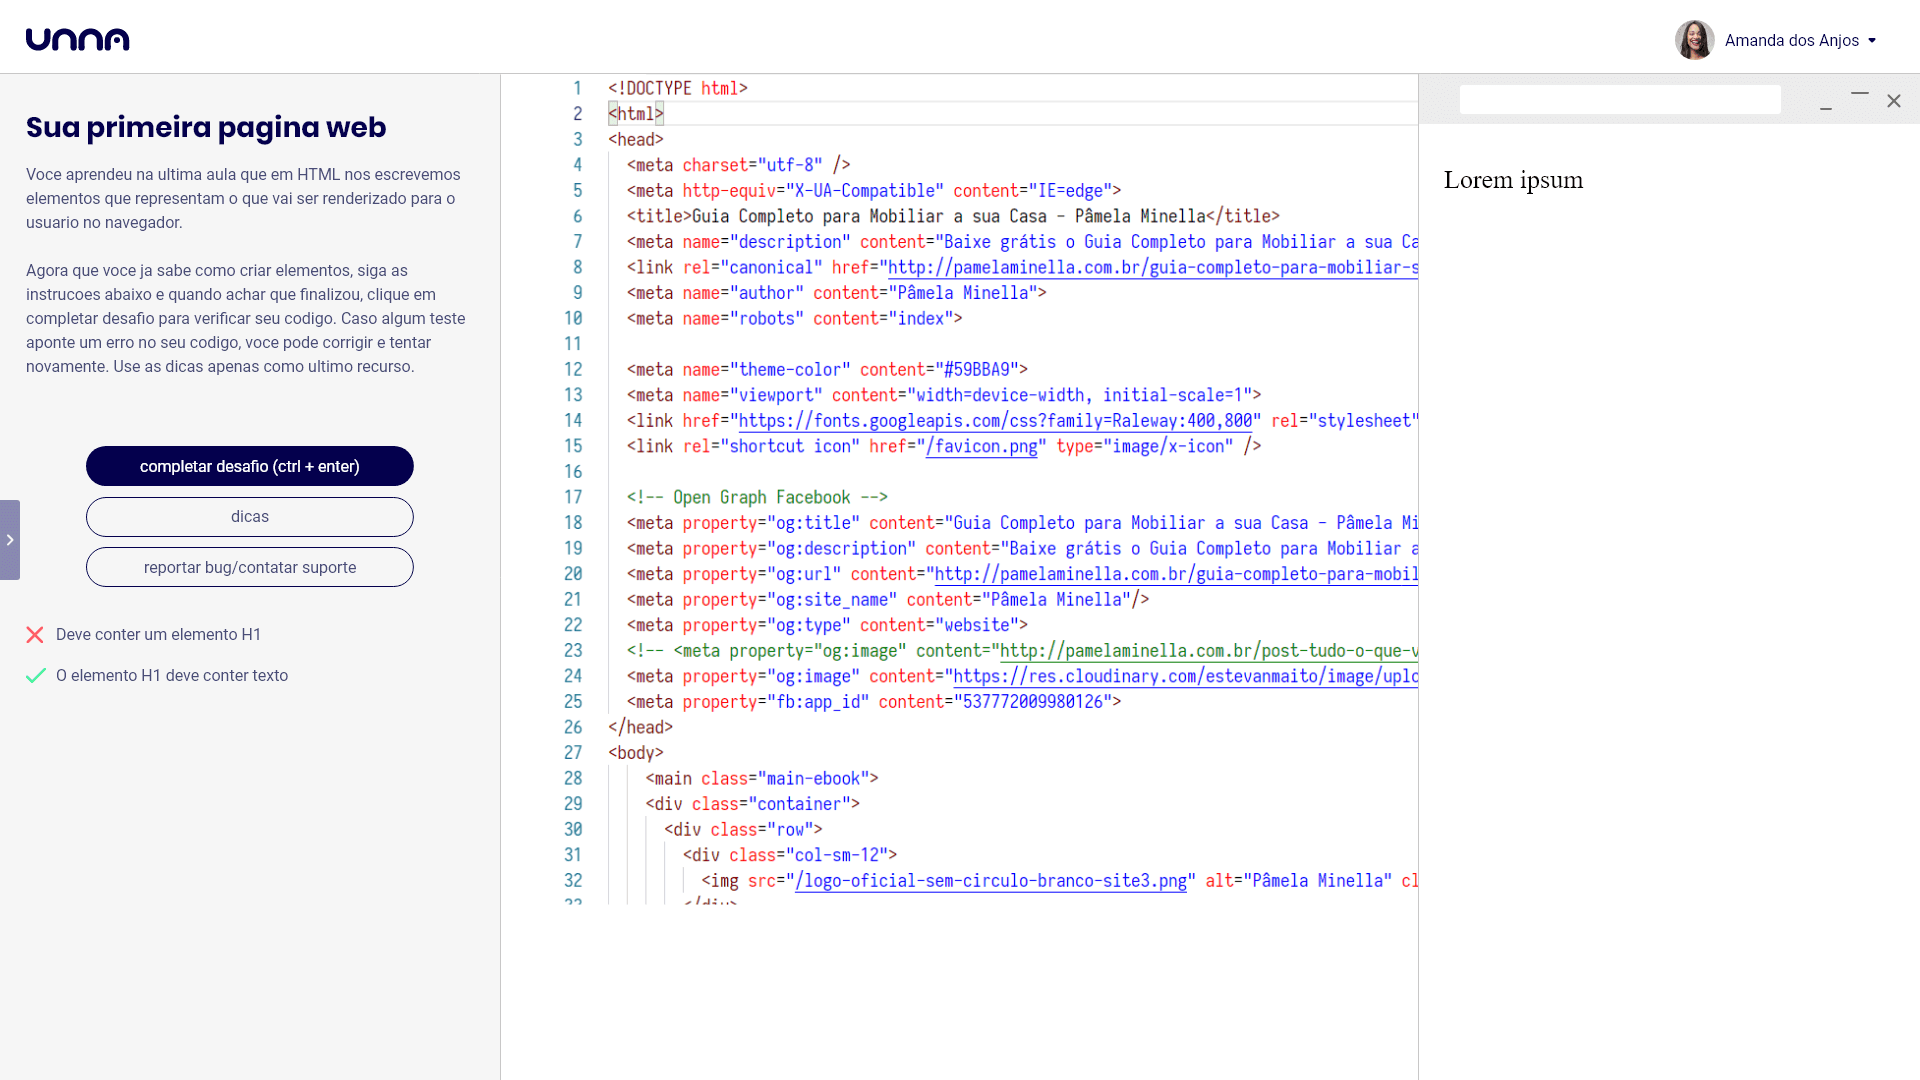 UNNA
Amanda dos Anjos
Sua primeira pagina web
Voce aprendeu na ultima aula que em HTML nos escrevemos
elementos que representam o que vai ser renderizado para o
usuario no navegador.
Agora que voce ja sabe como criar elementos, siga as
instrucoes abaixo e quando achar que finalizou, clique em
completar desafio para verificar seu codigo. Caso algum teste
aponte um erro no seu codigo, voce pode corrigir e tentar
novamente. Use as dicas apenas como ultimo recurso.
completar desafio (ctrl + enter)
dicas
reportar bug/contatar suporte
Deve conter um elemento H1
O elemento H1 deve conter texto
1 <!DOCTYPE html>
2 <html>
3 <head>
4 <meta charset="utf-8" />
5 <meta http-equiv="X-UA-Compatible" content="IE=edge">
6 <title>Guia Completo para Mobiliar a sua Casa - Pâmela Minella</title>
7 <meta name="description" content="Baixe grátis o Guia Completo para Mobiliar a sua Ca
8 <link rel="canonical" href="http://pamelaminella.com.br/guia-completo-para-mobiliar-s
9 <meta name="author" content="Pâmela Minella">
10 <meta name="robots" content="index">
11
12 <meta name="theme-color" content="#59BBA9">
13 <meta name="viewport" content="width=device-width, initial-scale=1">
14 <link href="https://fonts.googleapis.com/css?family=Raleway:400,800" rel="stylesheet"
15 <link rel="shortcut icon" href="/favicon.png" type="image/x-icon" />
16
17 <!-- Open Graph Facebook -->
18 <meta property="og:title" content="Guia Completo para Mobiliar a sua Casa - Pâmela Mi
19 <meta property="og:description" content="Baixe grátis o Guia Completo para Mobiliar a
20 <meta property="og:url" content="http://pamelaminella.com.br/guia-completo-para-mobil
21 <meta property="og:site_name" content="Pâmela Minella"/>
22 <meta property="og:type" content="website">
23 <!-- <meta property="og:image" content="http://pamelaminella.com.br/post-tudo-o-que-v
24 <meta property="og:image" content="https://res.cloudinary.com/estevanmaito/image/uplo
25 <meta property="fb:app_id" content="537772009980126">
26 </head>
27 <body>
28 <main class="main-ebook">
29 <div class="container">
30 <div class="row">
31 <div class="col-sm-12">
32 <img src="/logo-oficial-sem-circulo-branco-site3.png" alt="Pâmela Minella" cl
33 </div>
Lorem ipsum